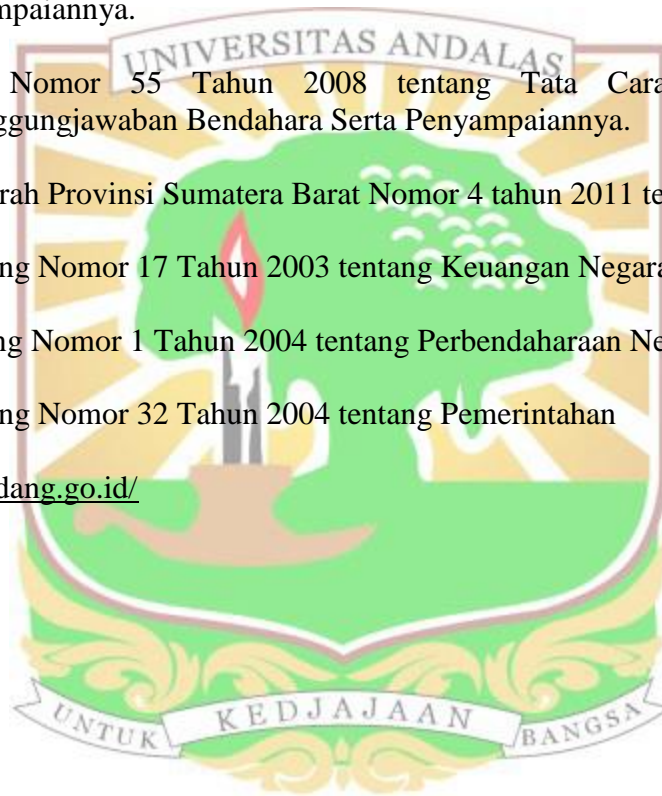 mpaiannya.
UNIVERSITAS ANDALAS
Nomor 55 Tahun 2008 tentang Tata Cara
ggungjawaban Bendahara Serta Penyampaiannya.
rah Provinsi Sumatera Barat Nomor 4 tahun 2011 te
ng Nomor 17 Tahun 2003 tentang Keuangan Negara
ng Nomor 1 Tahun 2004 tentang Perbendaharaan Ne
ng Nomor 32 Tahun 2004 tentang Pemerintahan
dang.go.id/
UNTUK KEDJAJAAN BANGSA